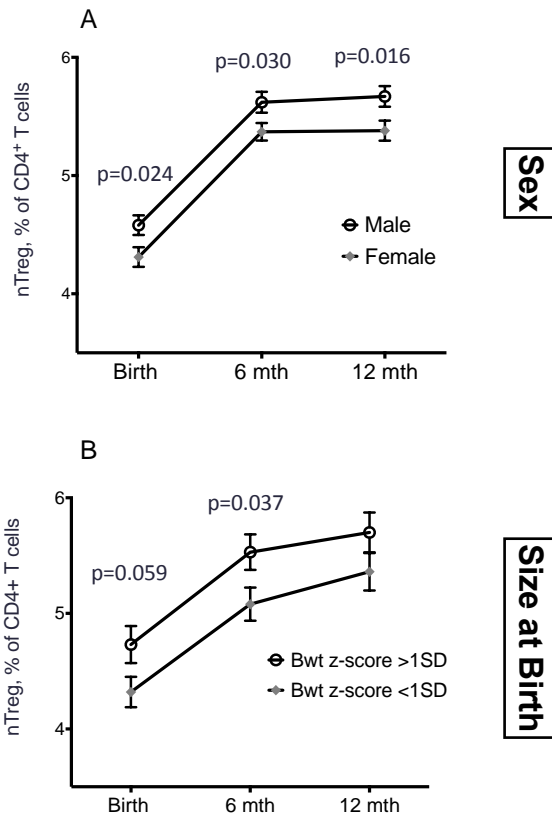 A
nTreg, % of CD4⁺ T cells
6
5
4
p=0.024
p=0.030
p=0.016
Male
Female
Birth
6 mth
12 mth
Sex
B
nTreg, % of CD4+ T cells
6
5
4
p=0.059
p=0.037
Bwt z-score >1SD
Bwt z-score <1SD
Birth
6 mth
12 mth
Size at Birth